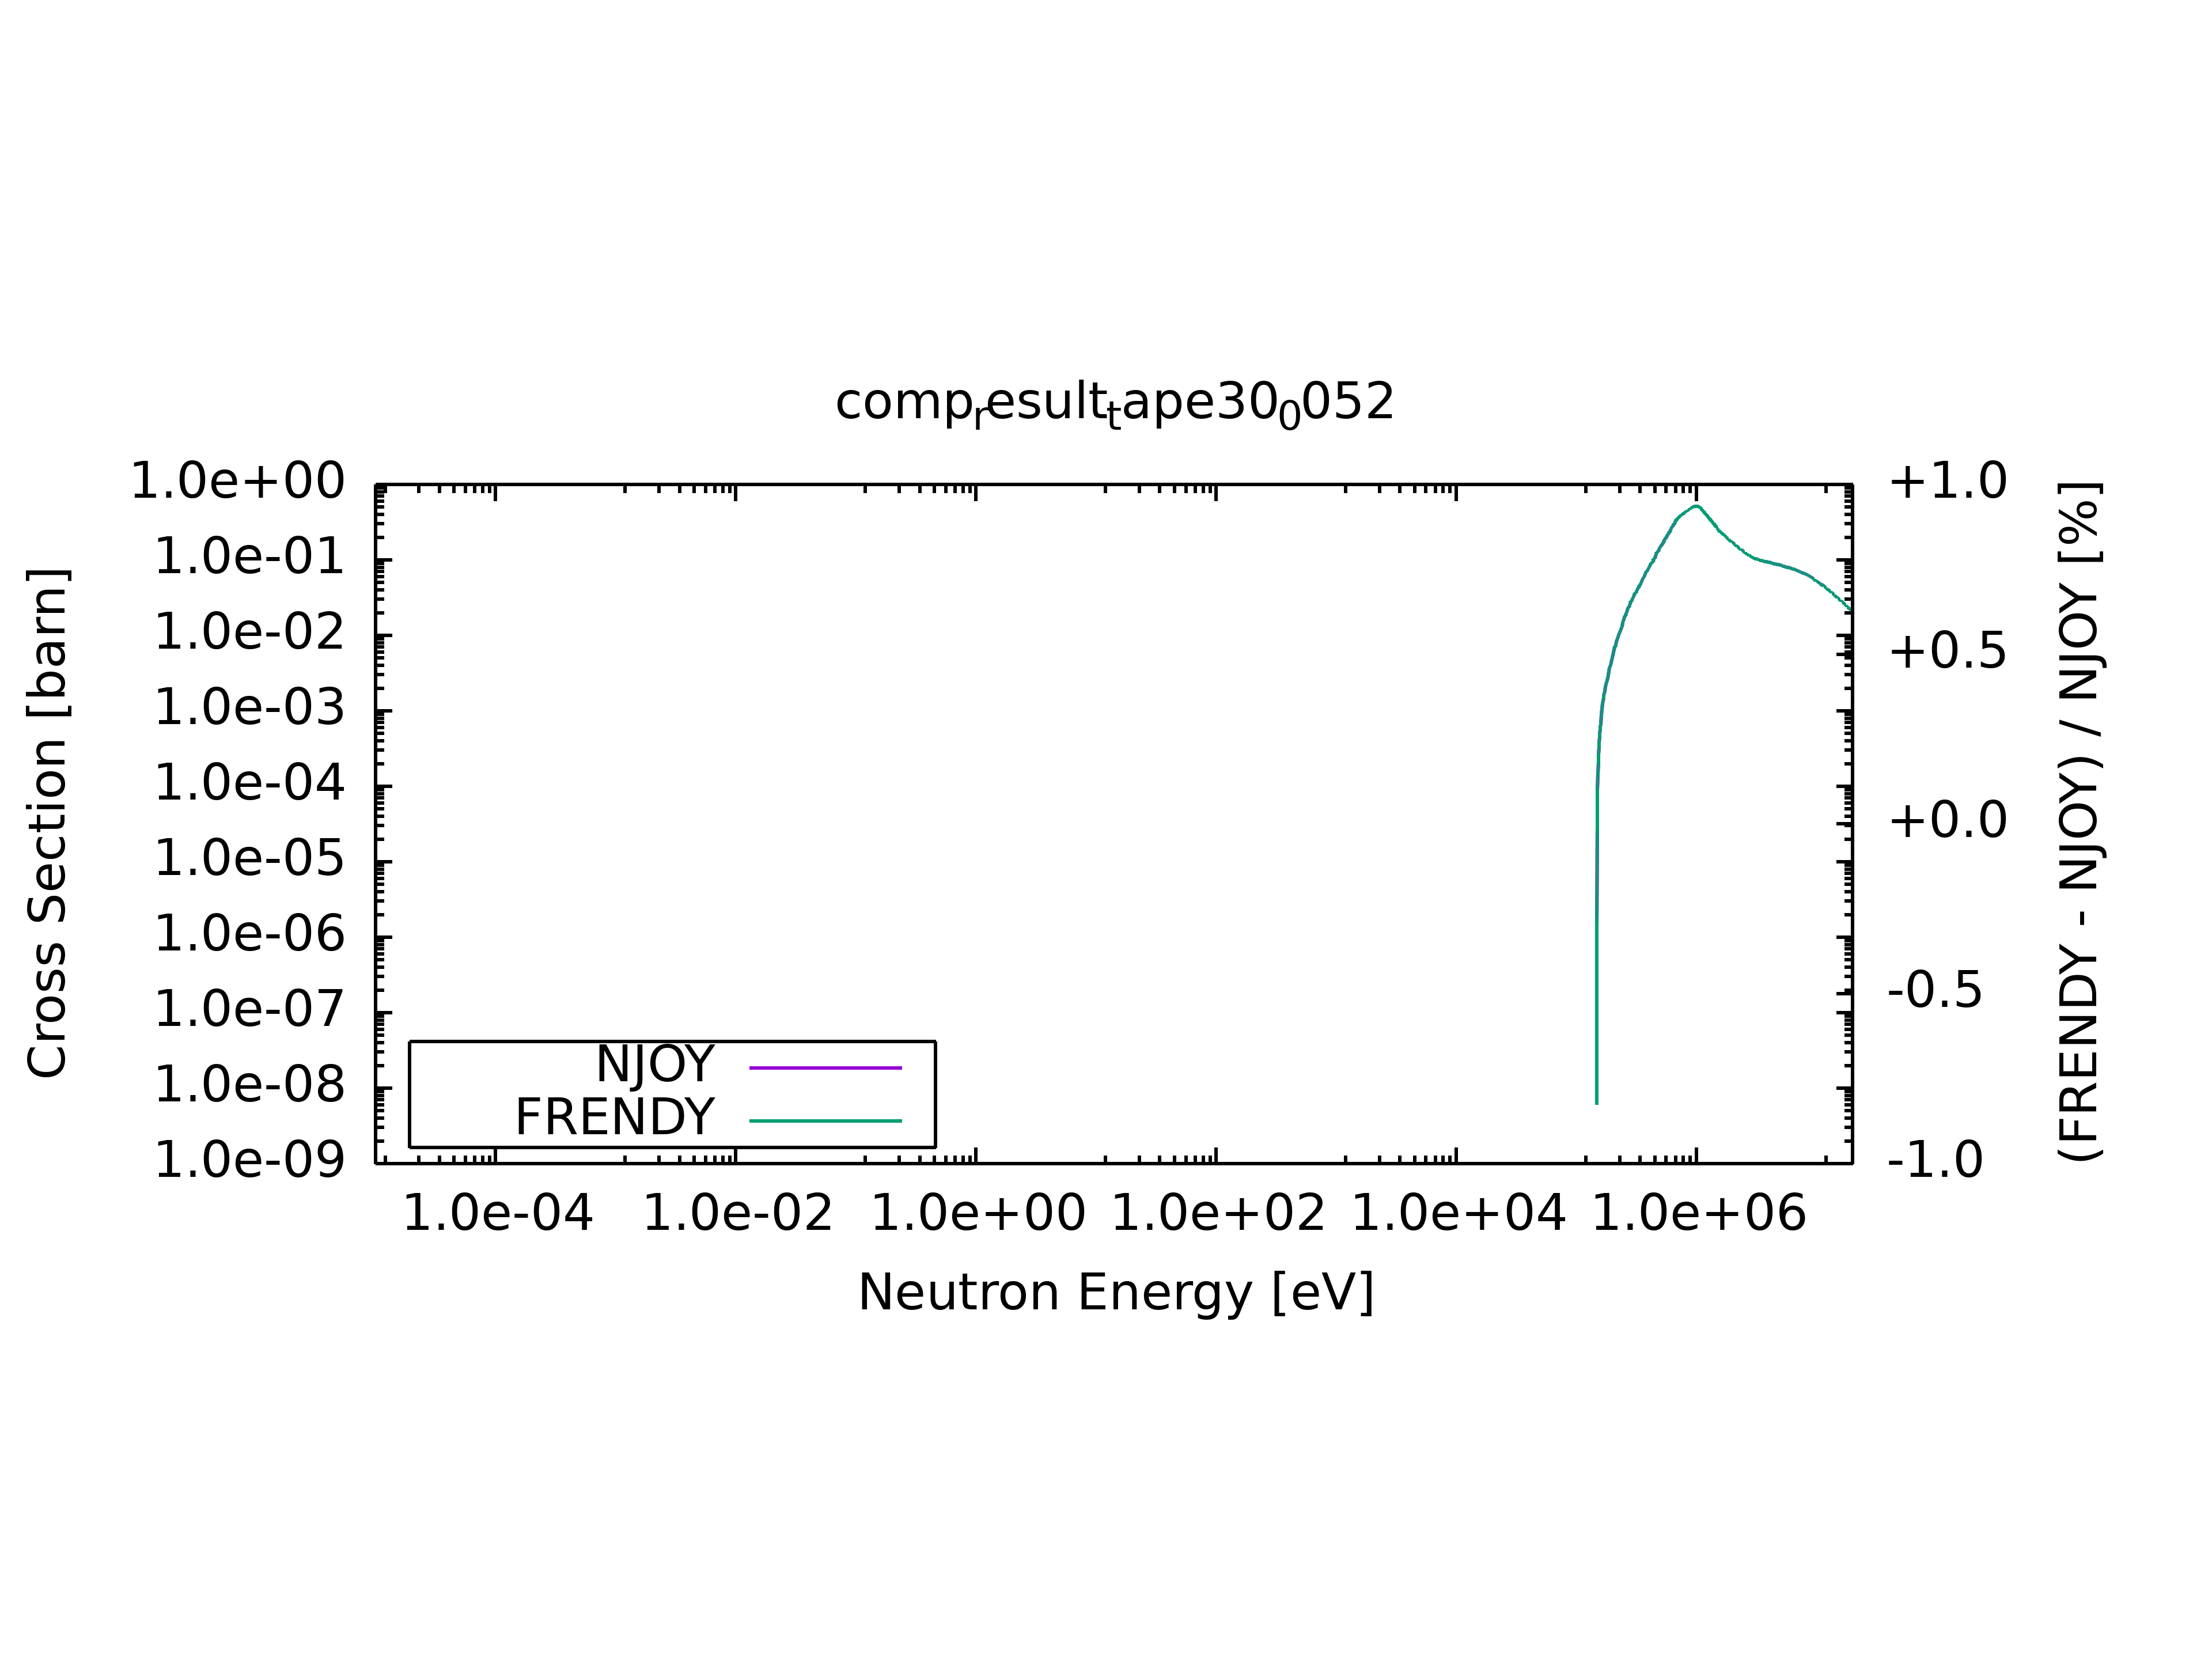 comp_result_tape30_0052
1.0e+00
1.0e-01
1.0e-02
1.0e-03
1.0e-04
1.0e-05
1.0e-06
1.0e-07
1.0e-08
1.0e-09
Cross Section [barn]
NJOY
FRENDY
+1.0
+0.5
+0.0
-0.5
-1.0
(FRENDY - NJOY) / NJOY [%]
1.0e-04 1.0e-02 1.0e+00 1.0e+02 1.0e+04 1.0e+06
Neutron Energy [eV]